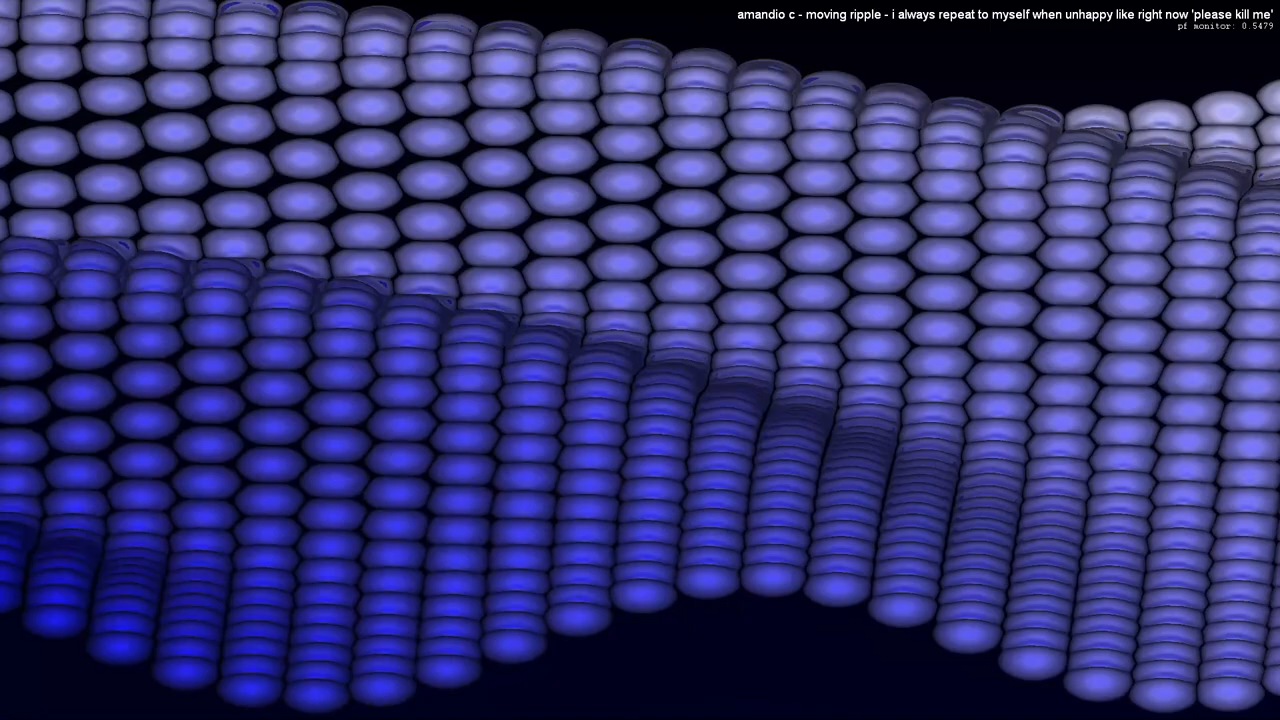 amandio c - moving ripple - i always repeat to myself when unhappy like right now 'please kill me'
pf monitor: 0.5479